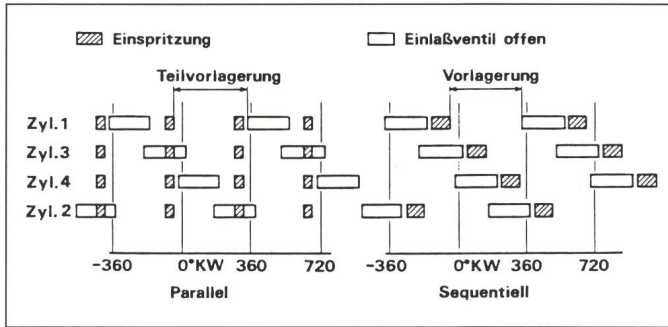 Einspritzung Einlaßventil offen
Teilvorlagerung Vorlagerung
Zyl.1
Zyl.3
Zyl.4
Zyl.2
-360 0°KW 360 720 -360 0°KW 360 720
Parallel Sequentiell